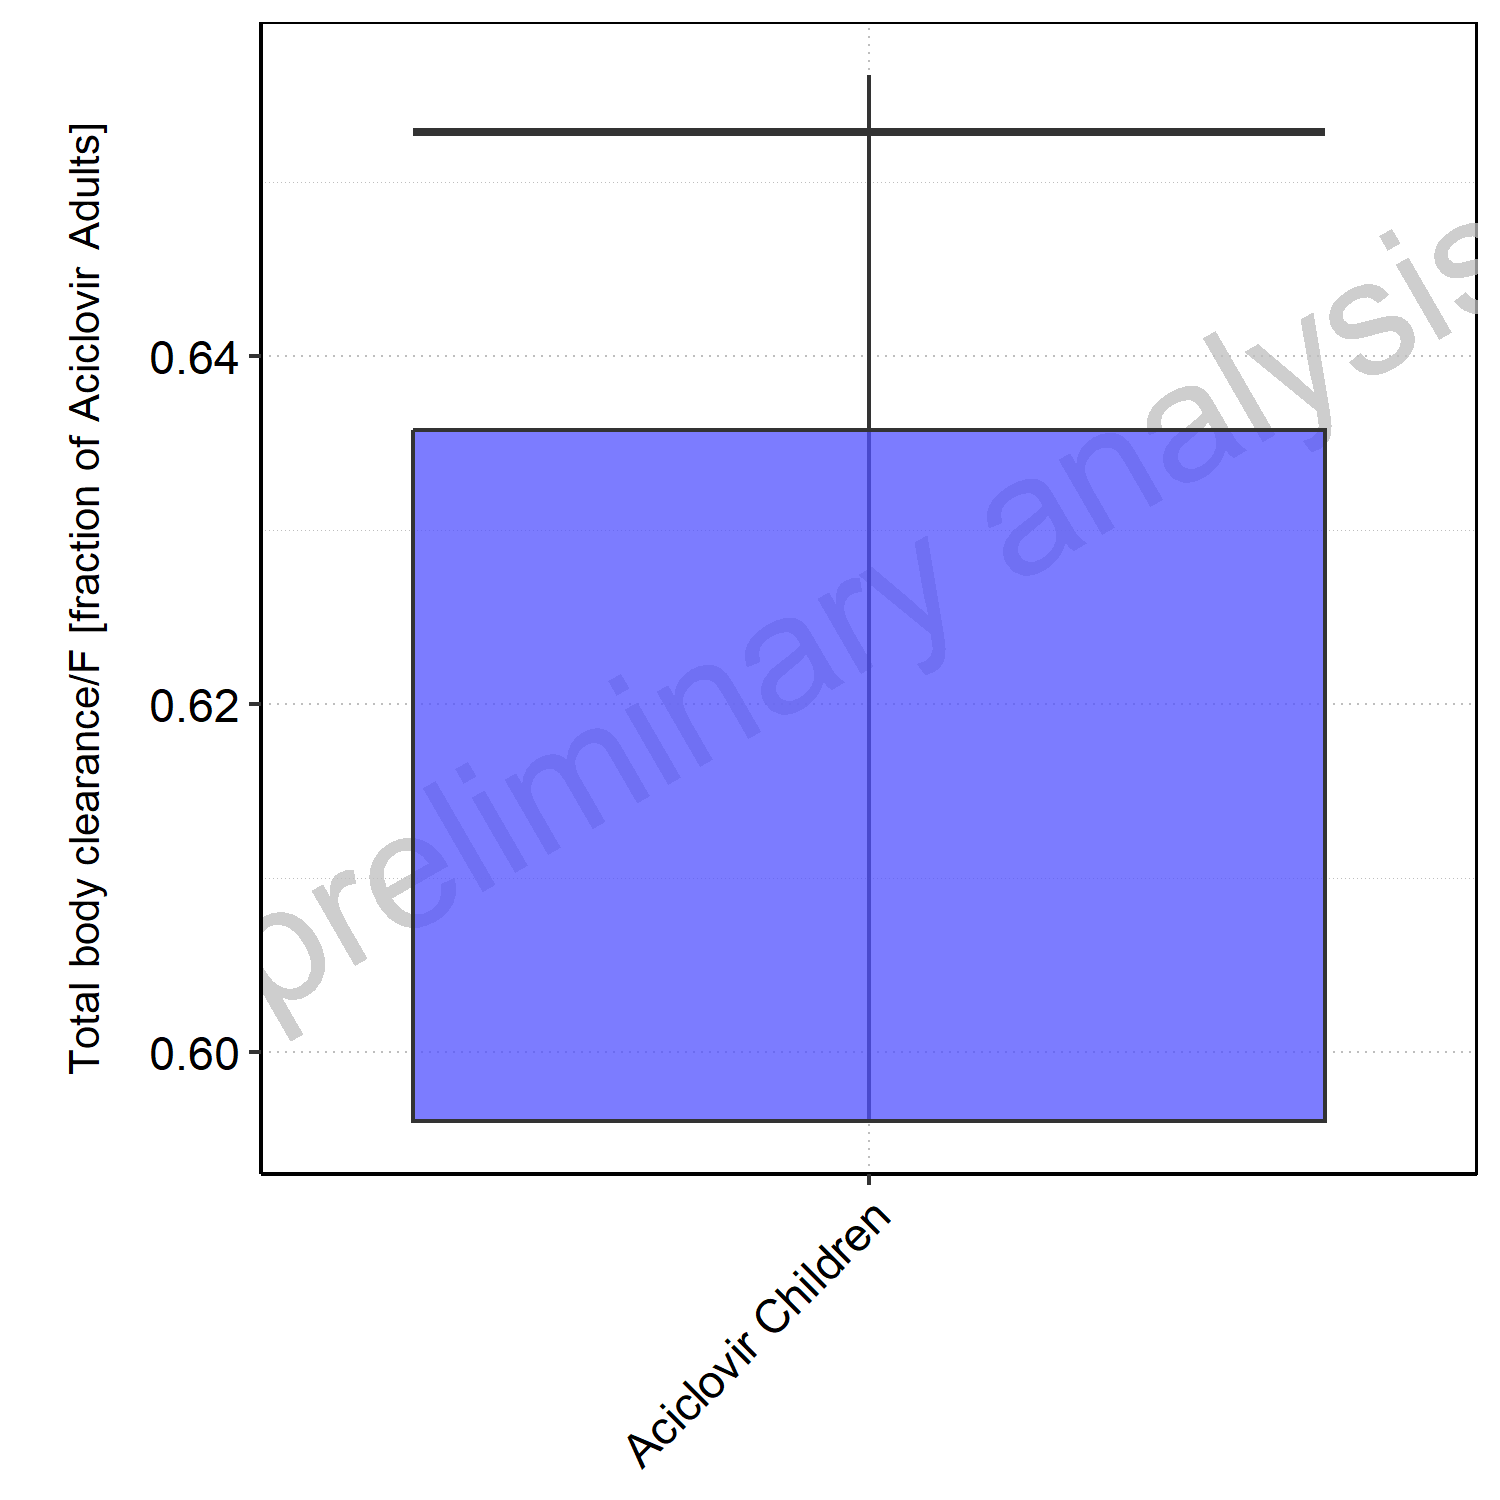 Total body clearance/F [fraction of Aciclovir Adults]
0.64
0.62
0.60
preliminary analysis
Aciclovir Children